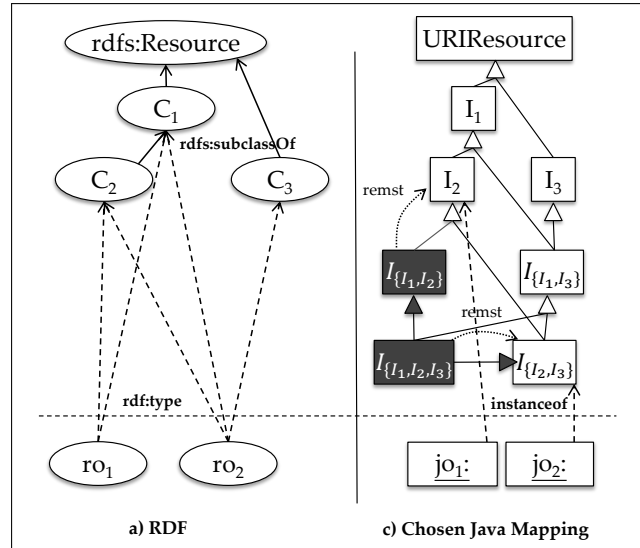 rdfs:Resource
C₁
rdfs:subclassOf
C₂
C₃
rdf:type
ro₁
ro₂
a) RDF
URIResource
I₁
remst
I₂
I₃
I{I₁,I₂}
I{I₁,I₃}
remst
I{I₁,I₂,I₃}
I{I₂,I₃}
instanceof
jo₁:
jo₂:
c) Chosen Java Mapping